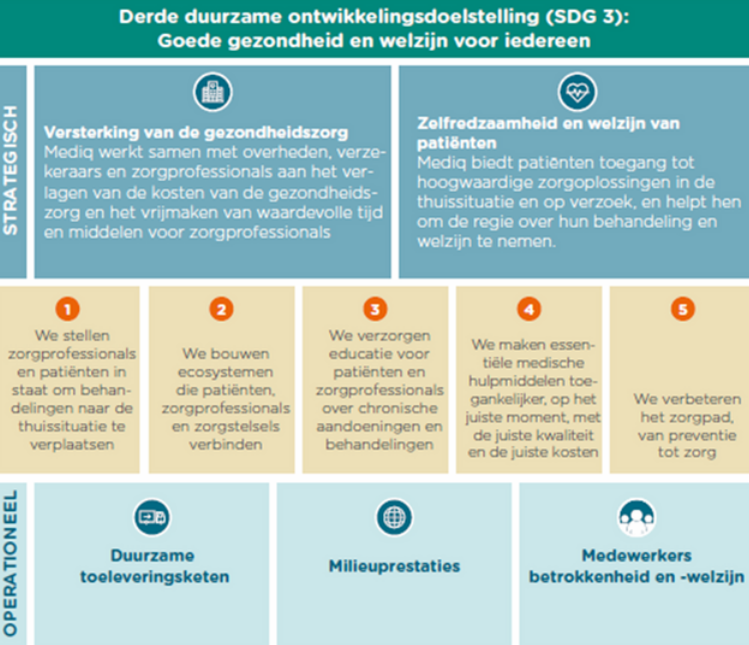 Derde duurzame ontwikkelingsdoelstelling (SDG 3):
Goede gezondheid en welzijn voor iedereen
STRATEGISCH
Versterking van de gezondheidszorg
Mediq werkt samen met overheden, verze-
keraars en zorgprofessionals aan het ver-
lagen van de kosten van de gezondheids-
zorg en het vrijmaken van waardevolle tijd
en middelen voor zorgprofessionals
Zelfredzaamheid en welzijn van
patiënten
Mediq biedt patiënten toegang tot
hoogwaardige zorgoplossingen in de
thuissituatie en op verzoek, en helpt hen
om de regie over hun behandeling en
welzijn te nemen.
1
We stellen
zorgprofessionals
en patiënten in
staat om behan-
delingen naar de
thuissituatie te
verplaatsen
2
We bouwen
ecosystemen
die patiënten,
zorgprofessionals
en zorgstelsels
verbinden
3
We verzorgen
educatie voor
patiënten en
zorgprofessionals
over chronische
aandoeningen en
behandelingen
4
We maken essen-
tiële medische
hulpmiddelen toe-
gankelijker, op het
juiste moment, met
de juiste kwaliteit
en de juiste kosten
5
We verbeteren
het zorgpad,
van preventie
tot zorg
OPERATIONEEL
Duurzame
toeleveringsketen
Milieuprestaties
Medewerkers
betrokkenheid en -welzijn